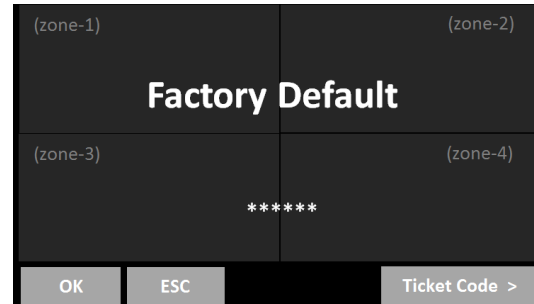 (zone-1) (zone-2)
Factory Default
(zone-3) (zone-4)
******
OK ESC Ticket Code >